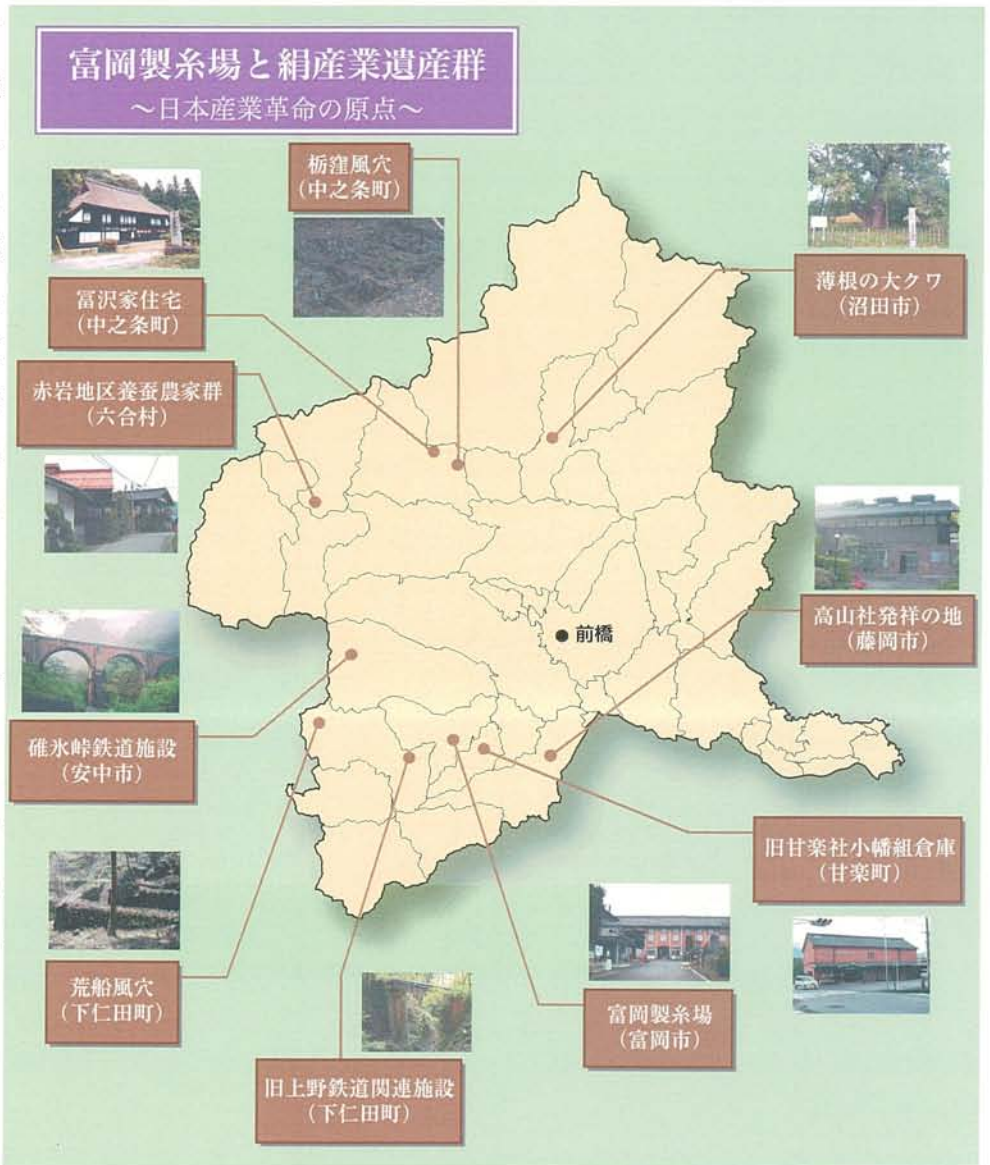 富岡製糸場と絹産業遺産群
〜日本産業革命の原点〜
栃窪風穴
（中之条町）
薄根の大クワ
（沼田市）
冨沢家住宅
（中之条町）
赤岩地区養蚕農家群
（六合村）
高山社発祥の地
（藤岡市）
前橋
碓氷峠鉄道施設
（安中市）
旧甘楽社小幡組倉庫
（甘楽町）
荒船風穴
（下仁田町）
富岡製糸場
（富岡市）
旧上野鉄道関連施設
（下仁田町）